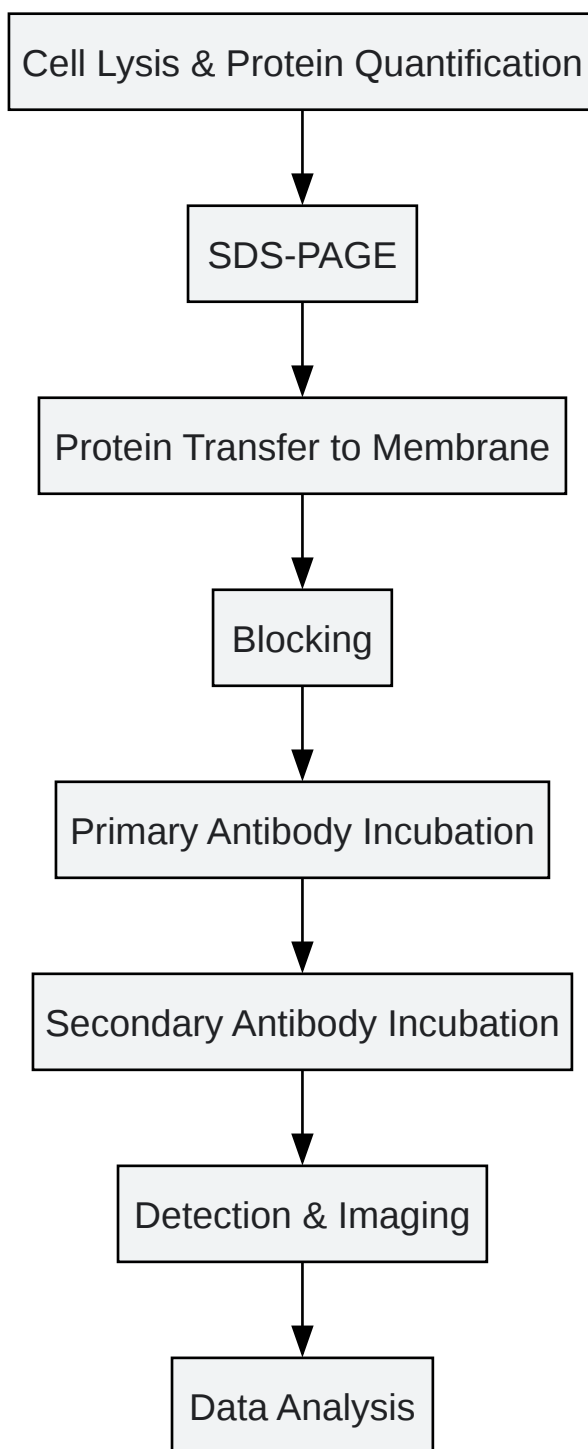 Cell Lysis & Protein Quantification
SDS-PAGE
Protein Transfer to Membrane
Blocking
Primary Antibody Incubation
Secondary Antibody Incubation
Detection & Imaging
Data Analysis